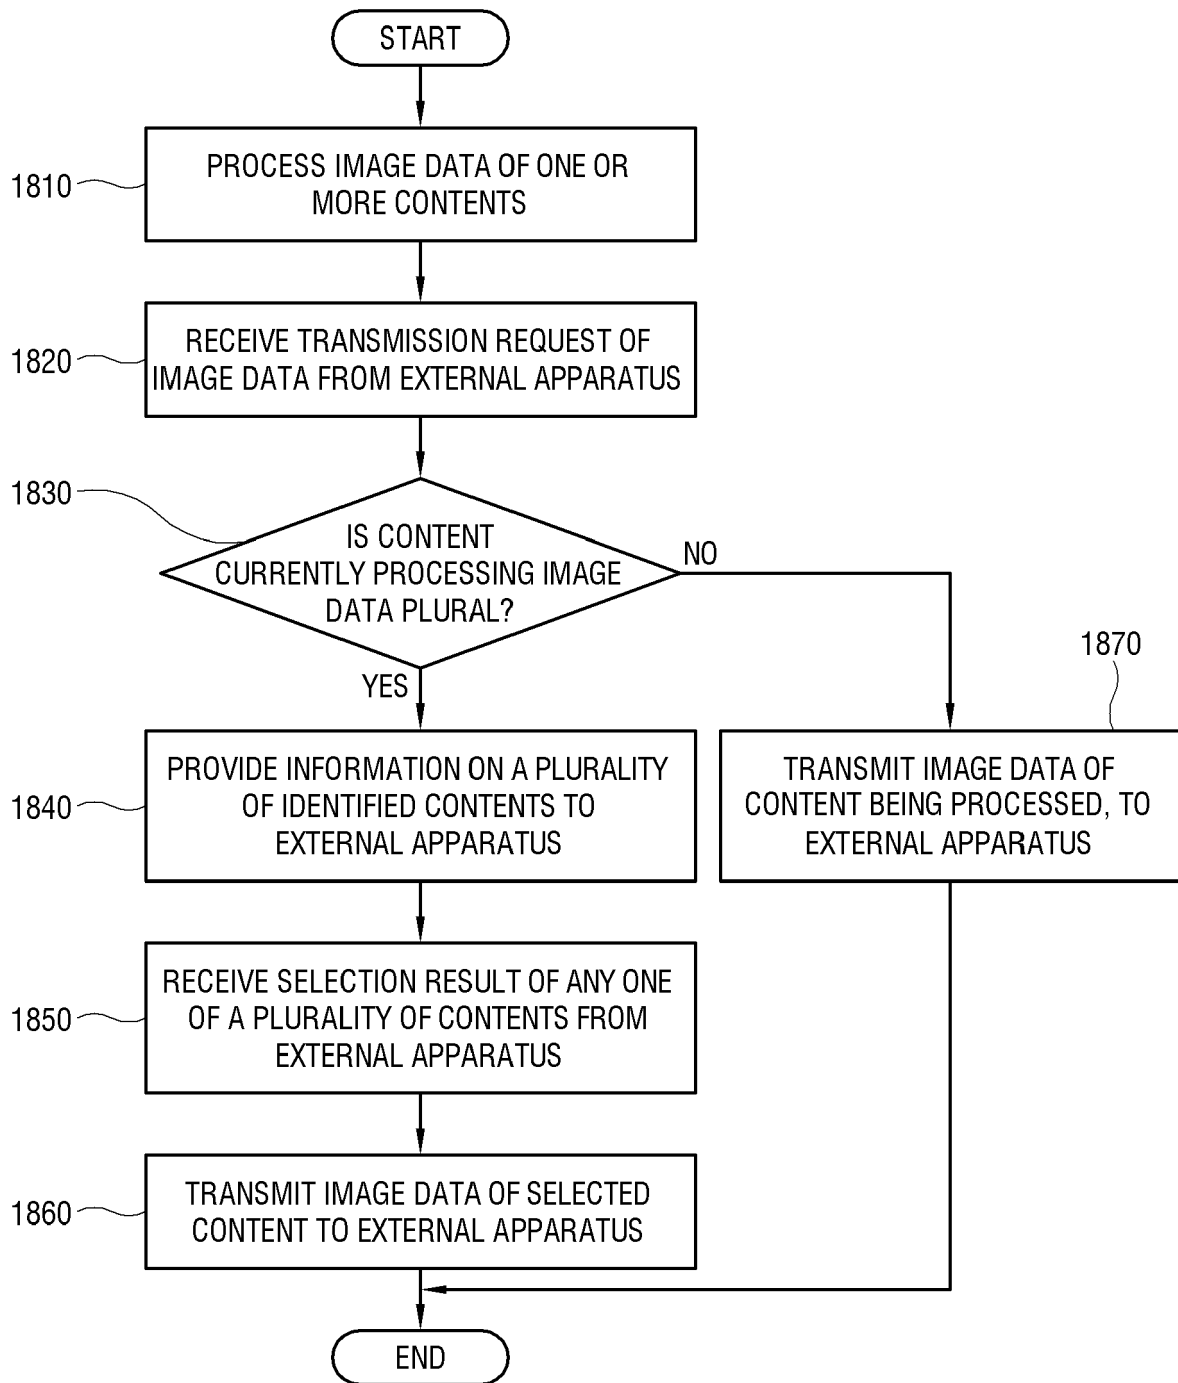 START
1810
PROCESS IMAGE DATA OF ONE OR
MORE CONTENTS
1820
RECEIVE TRANSMISSION REQUEST OF
IMAGE DATA FROM EXTERNAL APPARATUS
1830
IS CONTENT
CURRENTLY PROCESSING IMAGE
DATA PLURAL?
NO
YES
1840
PROVIDE INFORMATION ON A PLURALITY
OF IDENTIFIED CONTENTS TO
EXTERNAL APPARATUS
1870
TRANSMIT IMAGE DATA OF
CONTENT BEING PROCESSED, TO
EXTERNAL APPARATUS
1850
RECEIVE SELECTION RESULT OF ANY ONE
OF A PLURALITY OF CONTENTS FROM
EXTERNAL APPARATUS
1860
TRANSMIT IMAGE DATA OF SELECTED
CONTENT TO EXTERNAL APPARATUS
END